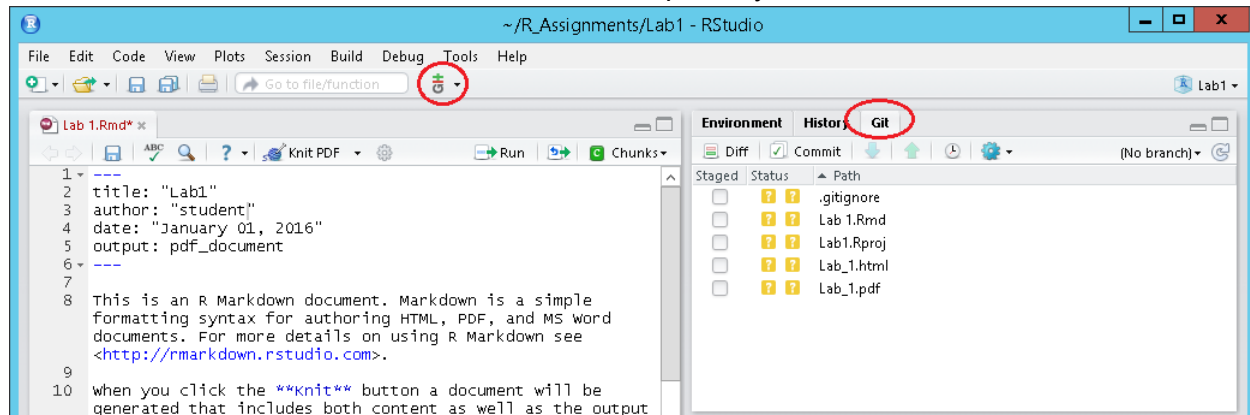 ~/R_Assignments/Lab1 - RStudio
File Edit Code View Plots Session Build Debug Tools Help
Go to file/function
Lab1
Lab 1.Rmd*
ABC ? Knit PDF Run Chunks
1 ---
2 title: "Lab1"
3 author: "student"
4 date: "January 01, 2016"
5 output: pdf_document
6 ---
7
8 This is an R Markdown document. Markdown is a simple
formatting syntax for authoring HTML, PDF, and MS Word
documents. For more details on using R Markdown see
<http://rmarkdown.rstudio.com>.
9
10 When you click the **Knit** button a document will be
generated that includes both content as well as the output
Environment History Git
Diff Commit (No branch)
Staged Status Path
? ? .gitignore
? ? Lab 1.Rmd
? ? Lab1.Rproj
? ? Lab_1.html
? ? Lab_1.pdf